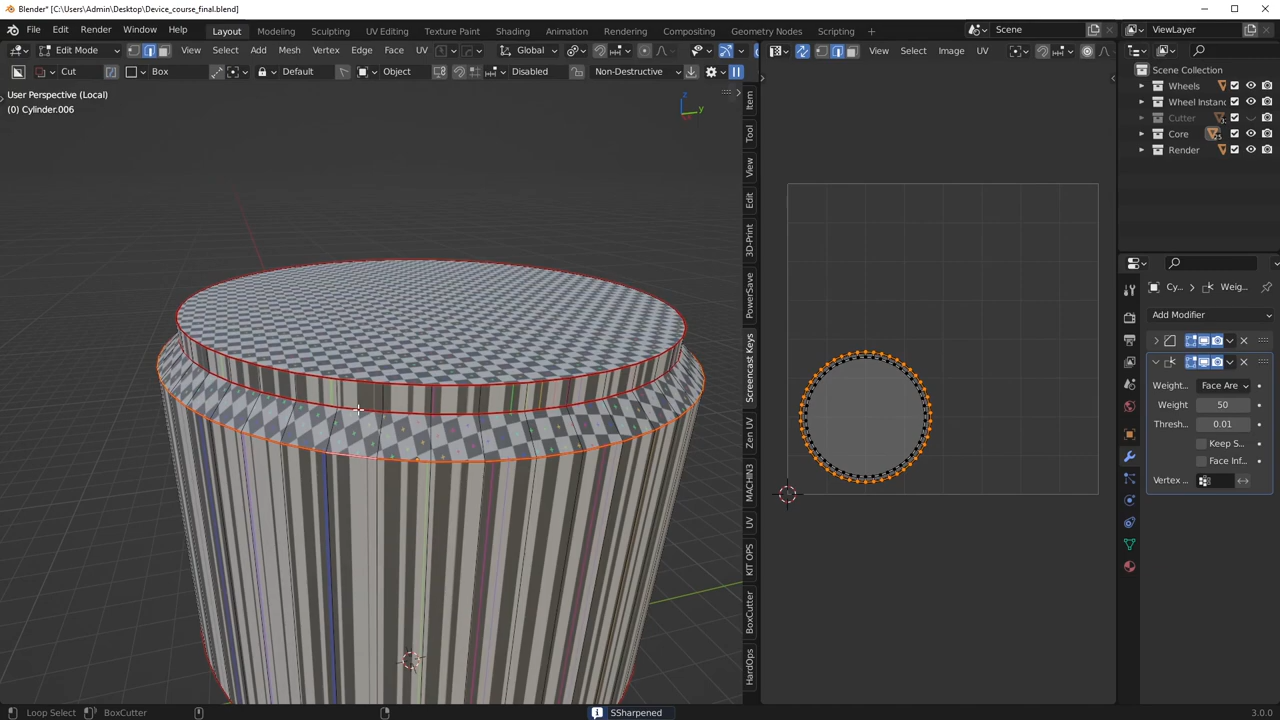 Blender* [C:\Users\Admin\Desktop\Device_course_final.blend]
File Edit Render Window Help Layout Modeling Sculpting UV Editing Texture Paint Shading Animation Rendering Compositing Geometry Nodes Scripting Scene ViewLayer
Edit Mode View Select Add Mesh Vertex Edge Face UV Global View Select Image UV
Cut Box Default Object Disabled Non-Destructive
User Perspective (Local)
(0) Cylinder.006
z
y
Item
Tool
View
Edit
3D-Print
PowerSave
Screencast Keys
Zen UV
MACHIN3
UV
KIT OPS
BoxCutter
HardOps
Scene Collection
Wheels
Wheel Instanc
Cutter
Core
25
Render
Cy... Weig...
Add Modifier
Weight... Face Are
Weight 50
Thresh... 0.01
Keep S...
Face Inf...
Vertex ...
Loop Select BoxCutter SSharpened 3.0.0